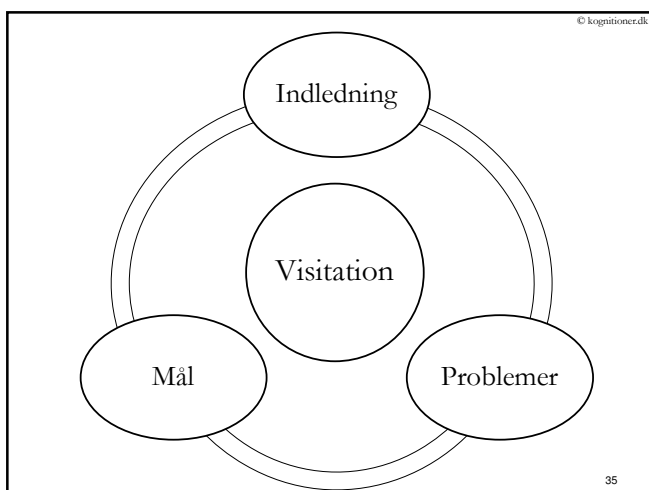 © kognitioner.dk
Indledning
Visitation
Mål
Problemer
35